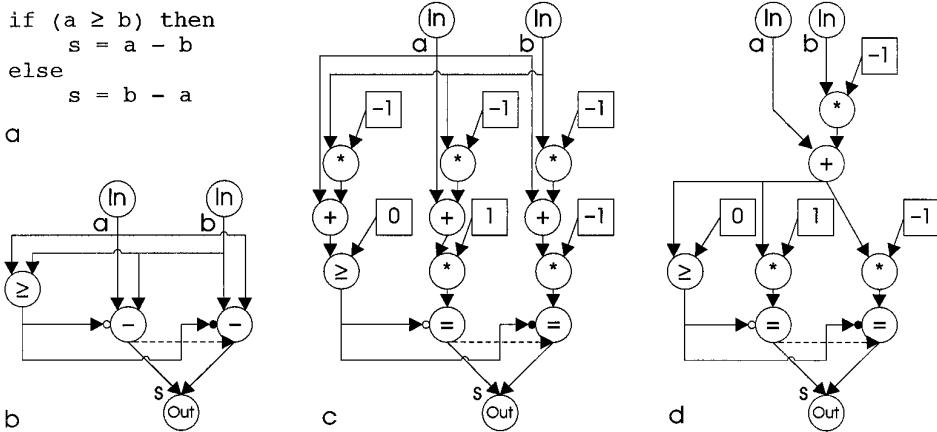 if (a ≥ b) then
s = a - b
else
s = b - a
a
In
In
a
b
≥
-
-
s
Out
b
In
In
a
b
-1
-1
-1
*
*
*
+
0
+
1
+
-1
≥
*
*
=
=
s
Out
c
In
In
a
b
-1
*
+
0
1
-1
≥
*
*
=
=
s
Out
d